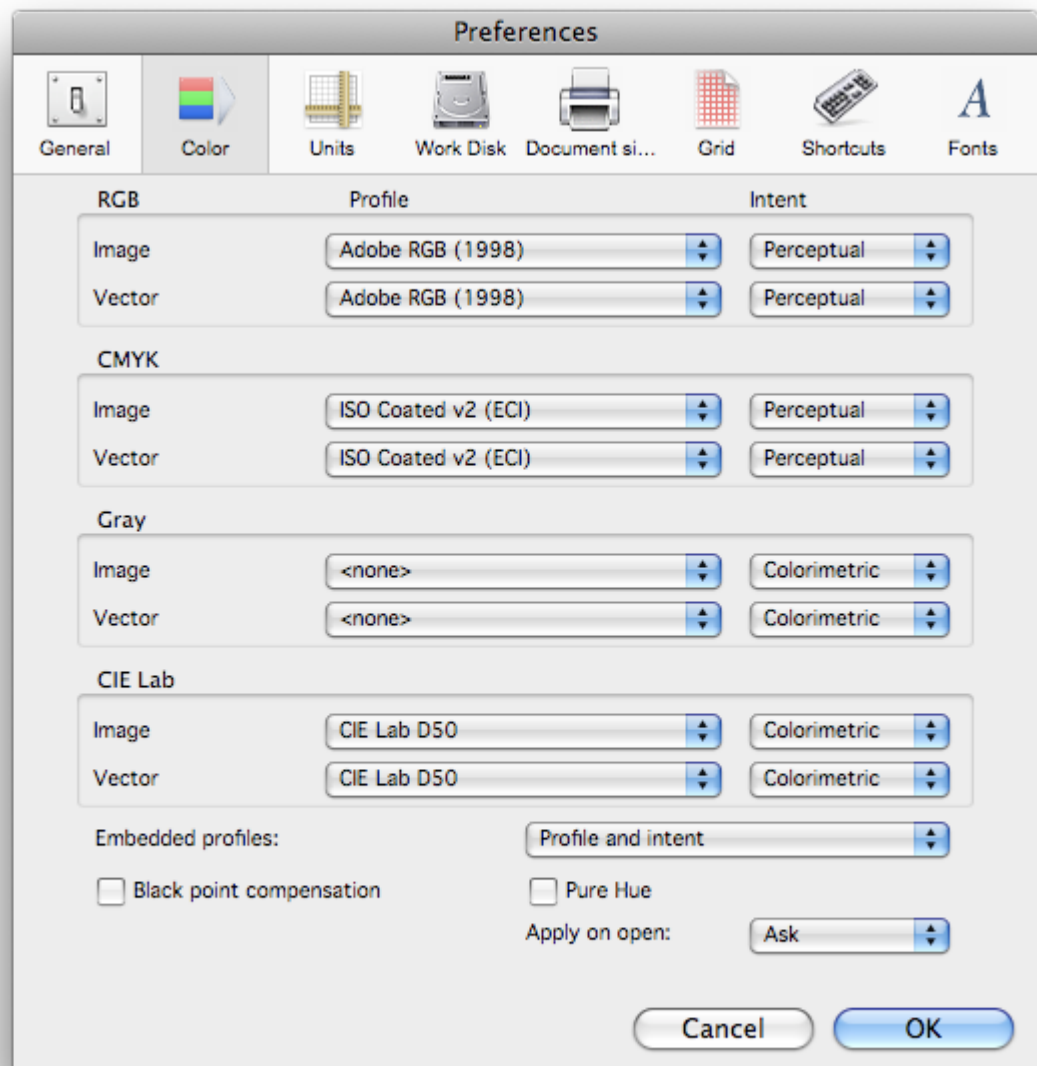 Preferences
General Color Units Work Disk Document si... Grid Shortcuts Fonts
RGB Profile Intent
Image Adobe RGB (1998) Perceptual
Vector Adobe RGB (1998) Perceptual
CMYK
Image ISO Coated v2 (ECI) Perceptual
Vector ISO Coated v2 (ECI) Perceptual
Gray
Image <none> Colorimetric
Vector <none> Colorimetric
CIE Lab
Image CIE Lab D50 Colorimetric
Vector CIE Lab D50 Colorimetric
Embedded profiles: Profile and intent
Black point compensation Pure Hue
Apply on open: Ask
Cancel OK